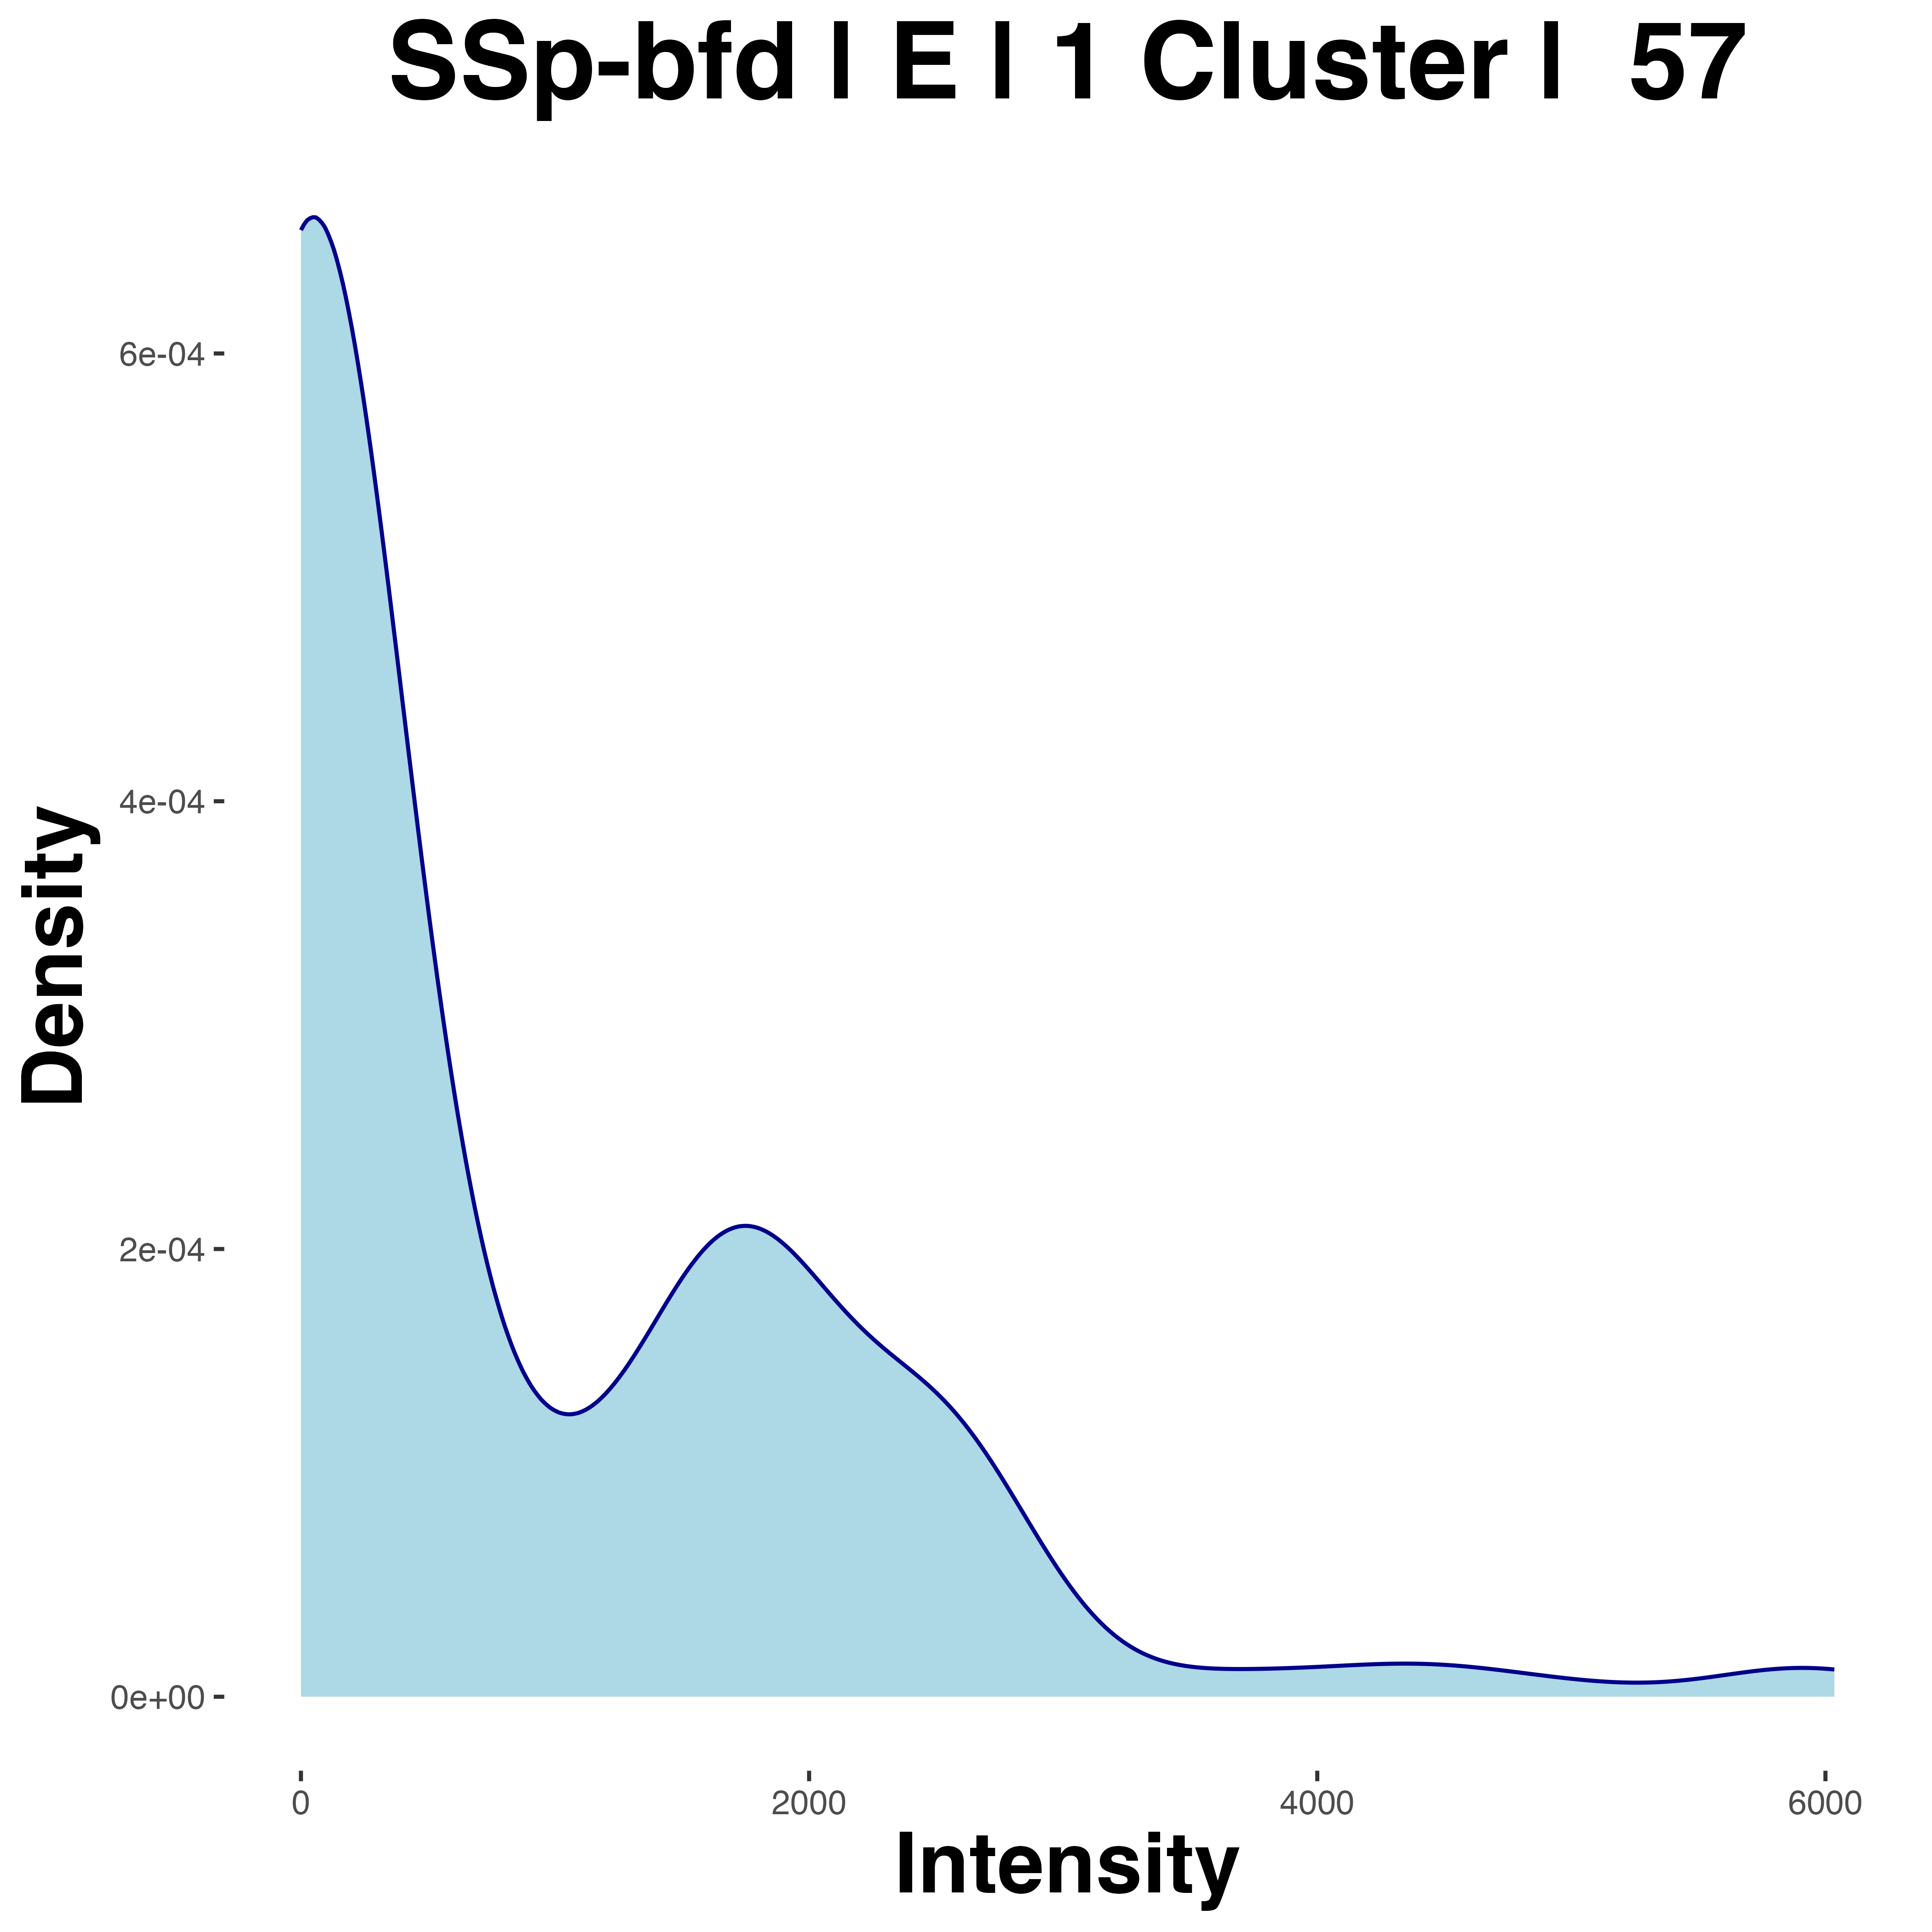 SSp-bfd | E | 1 Cluster | 57
Density
6e-04
4e-04
2e-04
0e+00
0 2000 4000 6000
Intensity